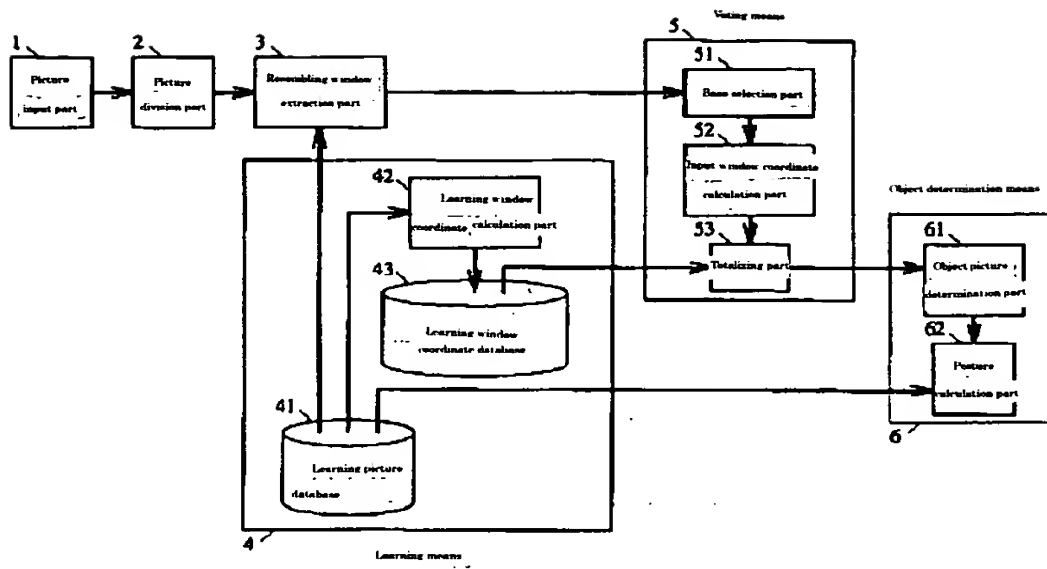 Voting means
1
Picture
input part
2
Picture
division part
3
Resembling window
extraction part
5
51
Base selection part
52
Input window coordinate
calculation part
53
Totalizing part
42
Learning window
coordinate calculation part
43
Learning window
coordinate database
Object determination means
61
Object picture
determination part
62
Posture
calculation part
6
41
Learning picture
database
4
Learning means